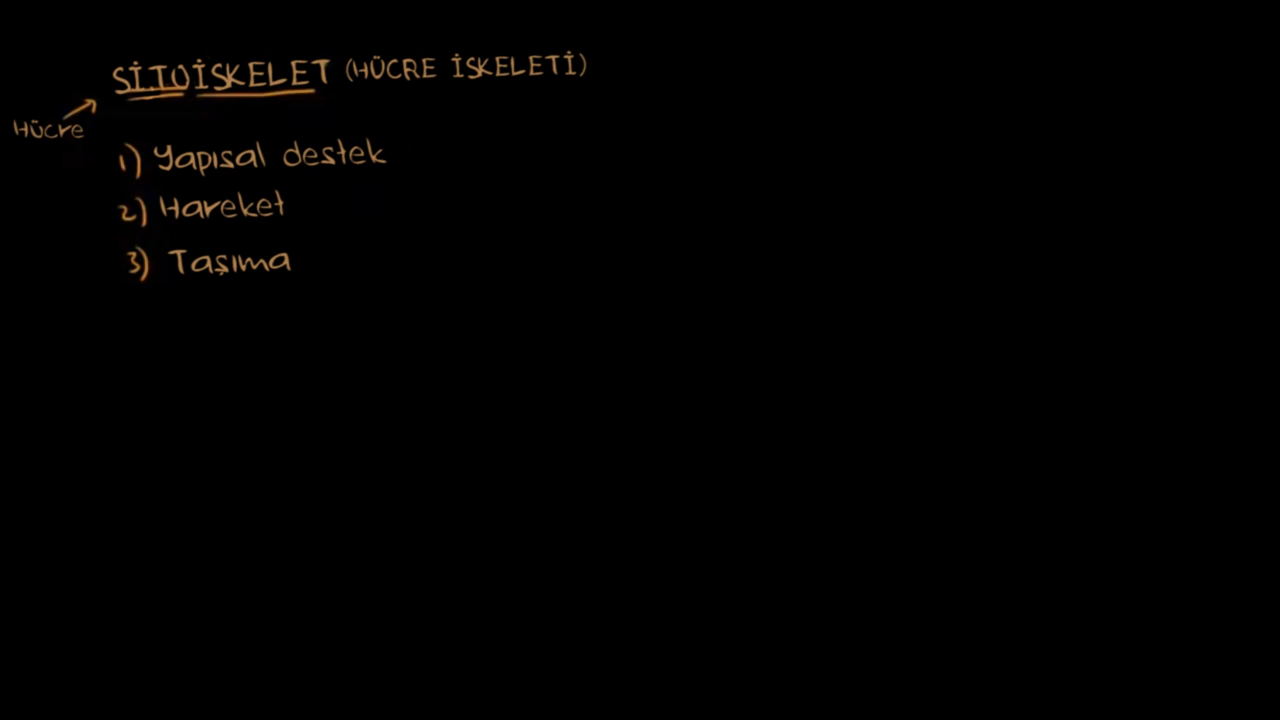 SİTOİSKELET (HÜCRE İSKELETİ)
Hücre
1) Yapısal destek
2) Hareket
3) Taşıma